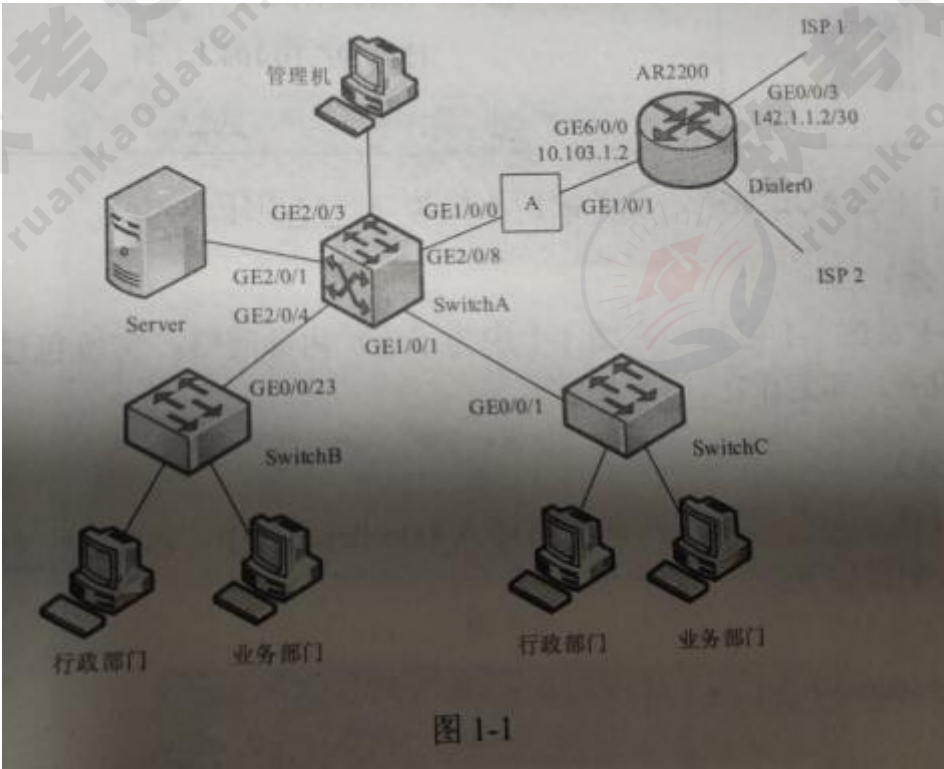 ISP 1
管理机
AR2200
GE0/0/3
142.1.1.2/30
GE6/0/0
10.103.1.2
Dialer0
GE2/0/3
GE1/0/0
A
GE1/0/1
GE2/0/8
GE2/0/1
ISP 2
SwitchA
Server
GE2/0/4
GE1/0/1
GE0/0/23
GE0/0/1
SwitchB
SwitchC
行政部门
业务部门
行政部门
业务部门
图 1-1
ruankaodaren.
ruankaoda